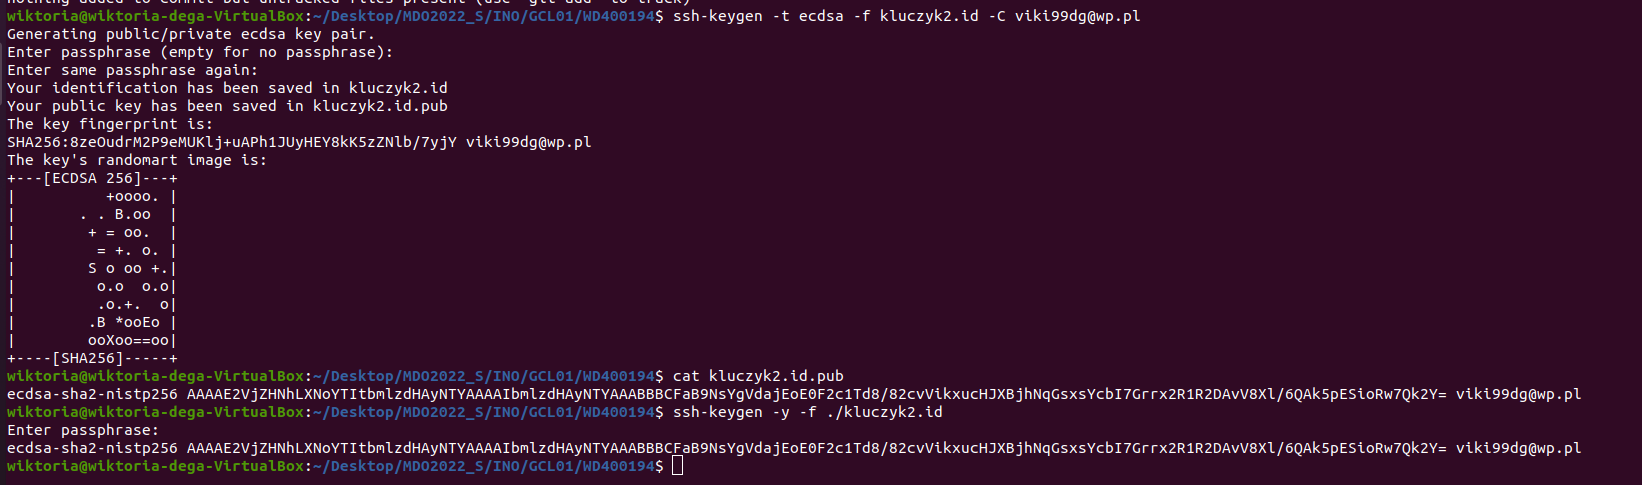 nothing added to commit but untracked files present (use "git add" to track)
wiktoria@wiktoria-dega-VirtualBox:~/Desktop/MDO2022_S/INO/GCL01/WD400194$ ssh-keygen -t ecdsa -f kluczyk2.id -C viki99dg@wp.pl
Generating public/private ecdsa key pair.
Enter passphrase (empty for no passphrase):
Enter same passphrase again:
Your identification has been saved in kluczyk2.id
Your public key has been saved in kluczyk2.id.pub
The key fingerprint is:
SHA256:8zeOudrM2P9eMUKlj+uAPh1JUyHEY8kK5zZNlb/7yjY viki99dg@wp.pl
The key's randomart image is:
+---[ECDSA 256]---+
|          +oooo. |
|       . . B.oo  |
|        + = oo.  |
|         = +. o. |
|        S o oo +.|
|         o.o  o.o|
|         .o.+.  o|
|        .B *ooEo |
|        ooXoo==oo|
+----[SHA256]-----+
wiktoria@wiktoria-dega-VirtualBox:~/Desktop/MDO2022_S/INO/GCL01/WD400194$ cat kluczyk2.id.pub
ecdsa-sha2-nistp256 AAAAE2VjZHNhLXNoYTItbmlzdHAyNTYAAAAIbmlzdHAyNTYAAABBBCFaB9NsYgVdajEoE0F2c1Td8/82cvVikxucHJXBjhNqGsxsYcbI7Grrx2R1R2DAvV8Xl/6QAk5pESioRw7Qk2Y= viki99dg@wp.pl
wiktoria@wiktoria-dega-VirtualBox:~/Desktop/MDO2022_S/INO/GCL01/WD400194$ ssh-keygen -y -f ./kluczyk2.id
Enter passphrase:
ecdsa-sha2-nistp256 AAAAE2VjZHNhLXNoYTItbmlzdHAyNTYAAAAIbmlzdHAyNTYAAABBBCFaB9NsYgVdajEoE0F2c1Td8/82cvVikxucHJXBjhNqGsxsYcbI7Grrx2R1R2DAvV8Xl/6QAk5pESioRw7Qk2Y= viki99dg@wp.pl
wiktoria@wiktoria-dega-VirtualBox:~/Desktop/MDO2022_S/INO/GCL01/WD400194$